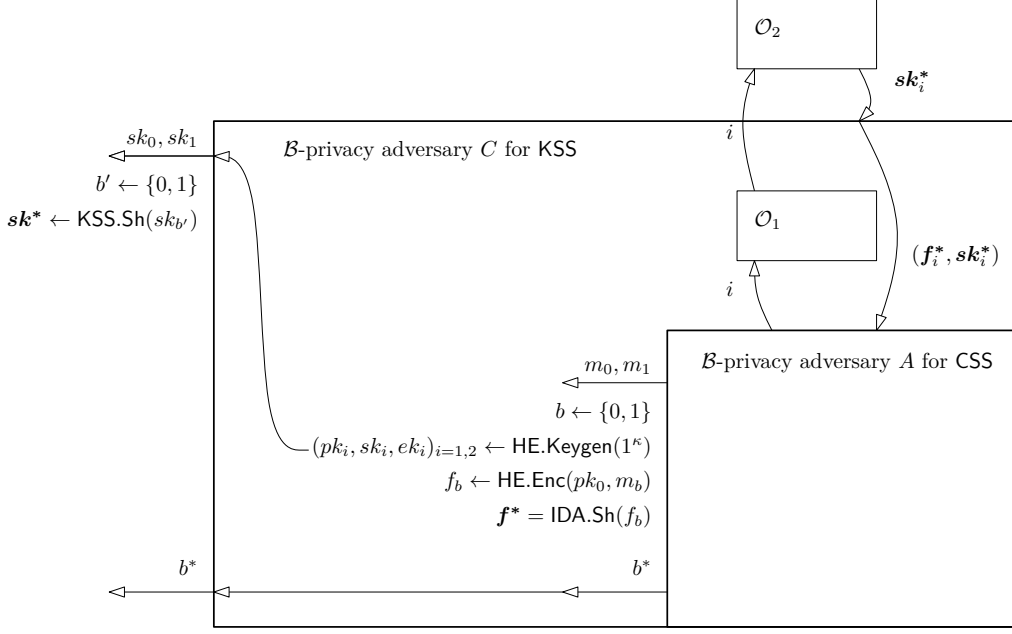 𝒪₂
𝒔𝒌*ᵢ
sk₀, sk₁
i
ℬ-privacy adversary C for KSS
b′ ← {0, 1}
𝒔𝒌* ← KSS.Sh(sk_b′)
𝒪₁
(𝒇*ᵢ, 𝒔𝒌*ᵢ)
i
ℬ-privacy adversary A for CSS
m₀, m₁
b ← {0, 1}
(pkᵢ, skᵢ, ekᵢ)ᵢ₌₁,₂ ← HE.Keygen(1^κ)
f_b ← HE.Enc(pk₀, m_b)
𝒇* = IDA.Sh(f_b)
b* b*